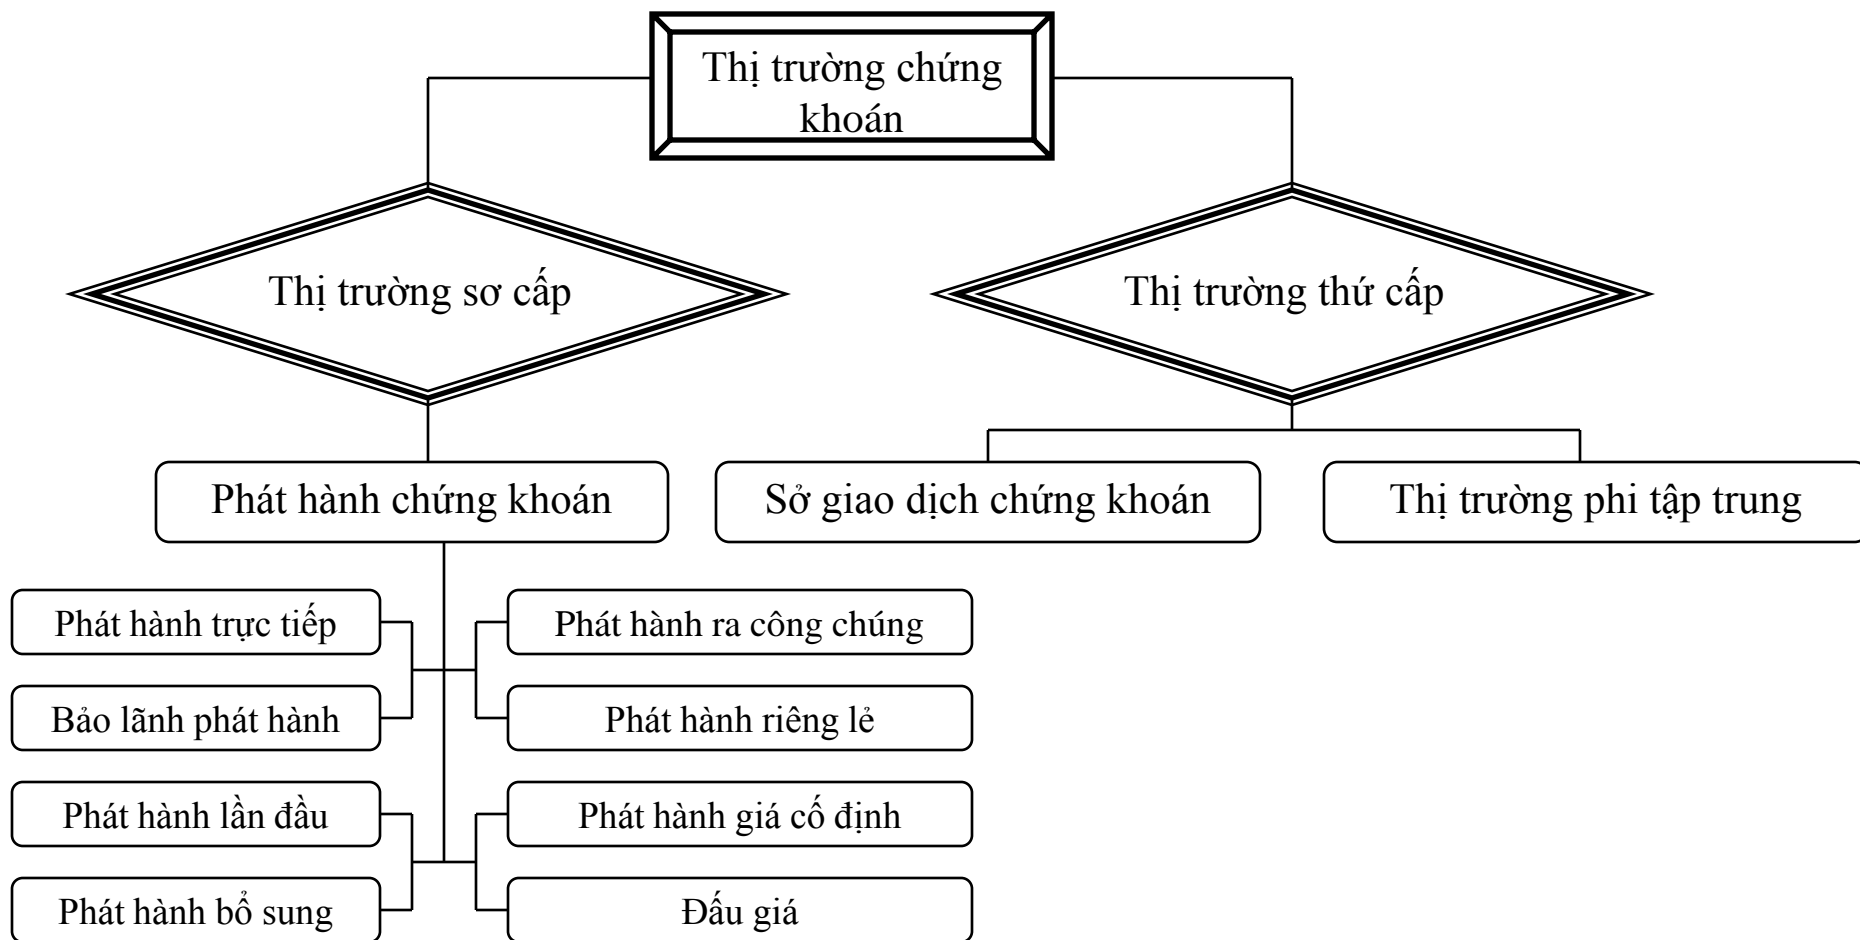 Thị trường chứng
khoán
Thị trường sơ cấp
Thị trường thứ cấp
Phát hành chứng khoán
Sở giao dịch chứng khoán
Thị trường phi tập trung
Phát hành trực tiếp
Phát hành ra công chúng
Bảo lãnh phát hành
Phát hành riêng lẻ
Phát hành lần đầu
Phát hành giá cố định
Phát hành bổ sung
Đấu giá